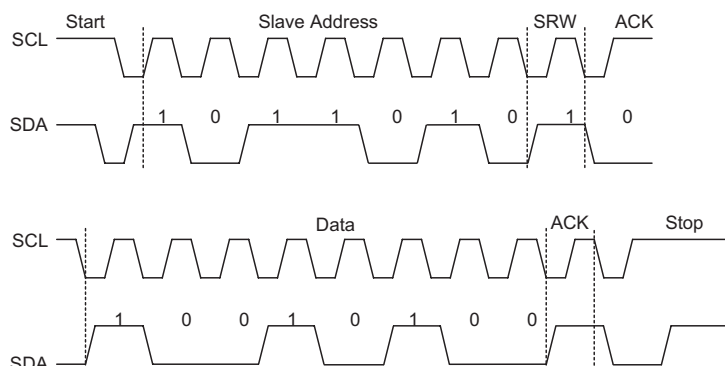 Start Slave Address SRW ACK
SCL
1 0 1 1 0 1 0 1 0
SDA
Data ACK Stop
SCL
1 0 0 1 0 1 0 0
SDA